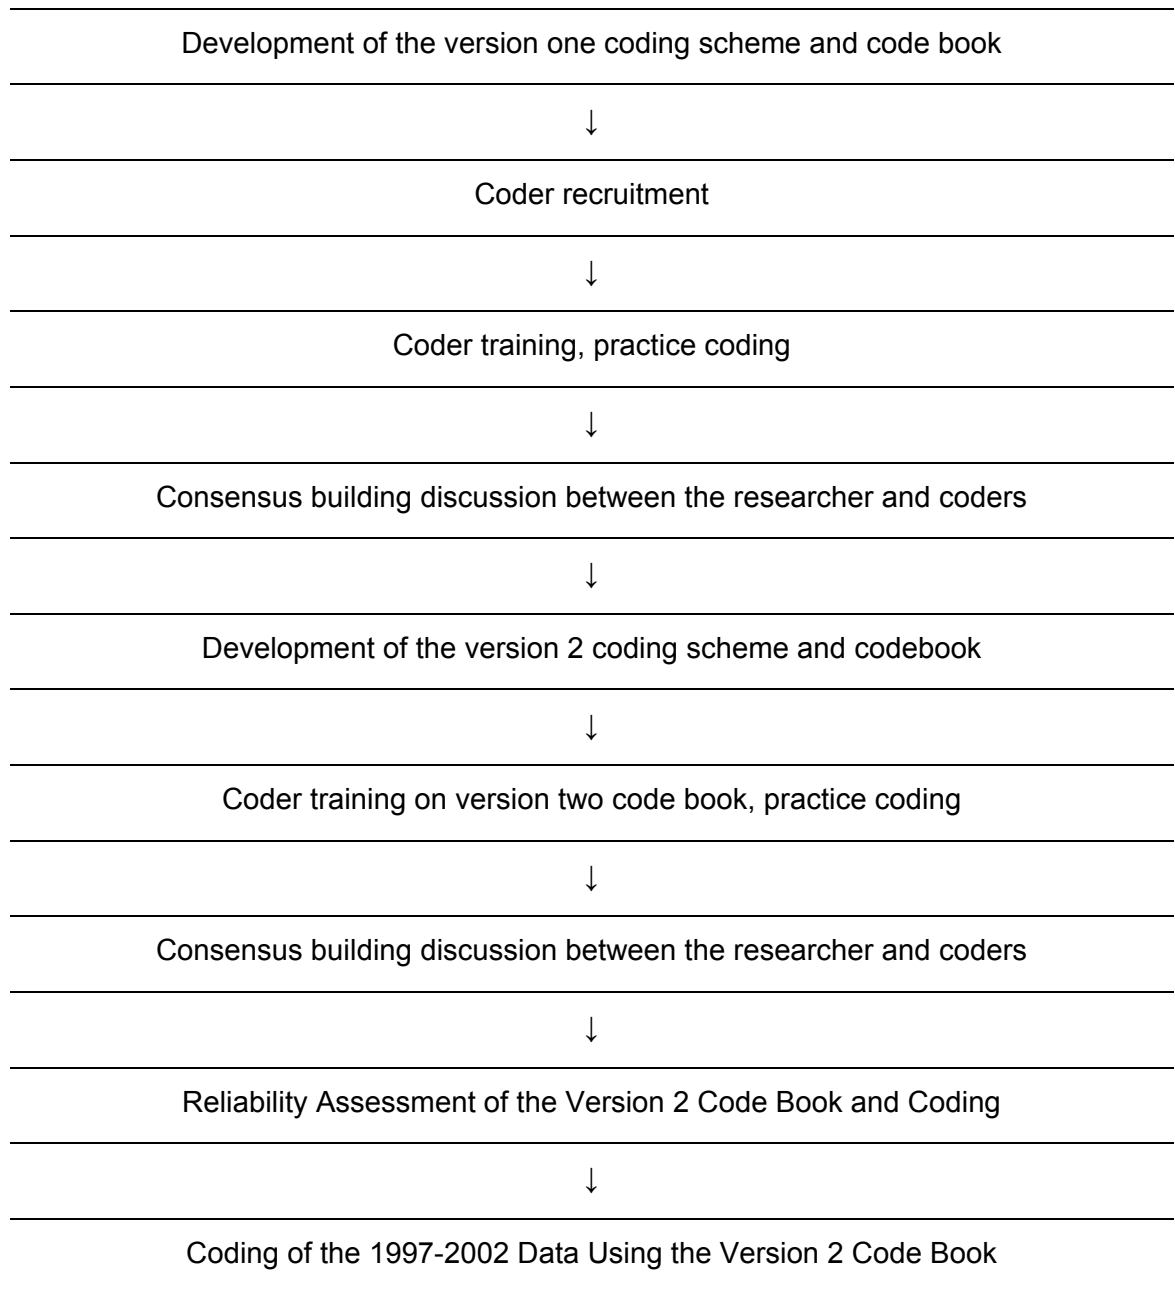 Development of the version one coding scheme and code book
↓
Coder recruitment
↓
Coder training, practice coding
↓
Consensus building discussion between the researcher and coders
↓
Development of the version 2 coding scheme and codebook
↓
Coder training on version two code book, practice coding
↓
Consensus building discussion between the researcher and coders
↓
Reliability Assessment of the Version 2 Code Book and Coding
↓
Coding of the 1997-2002 Data Using the Version 2 Code Book